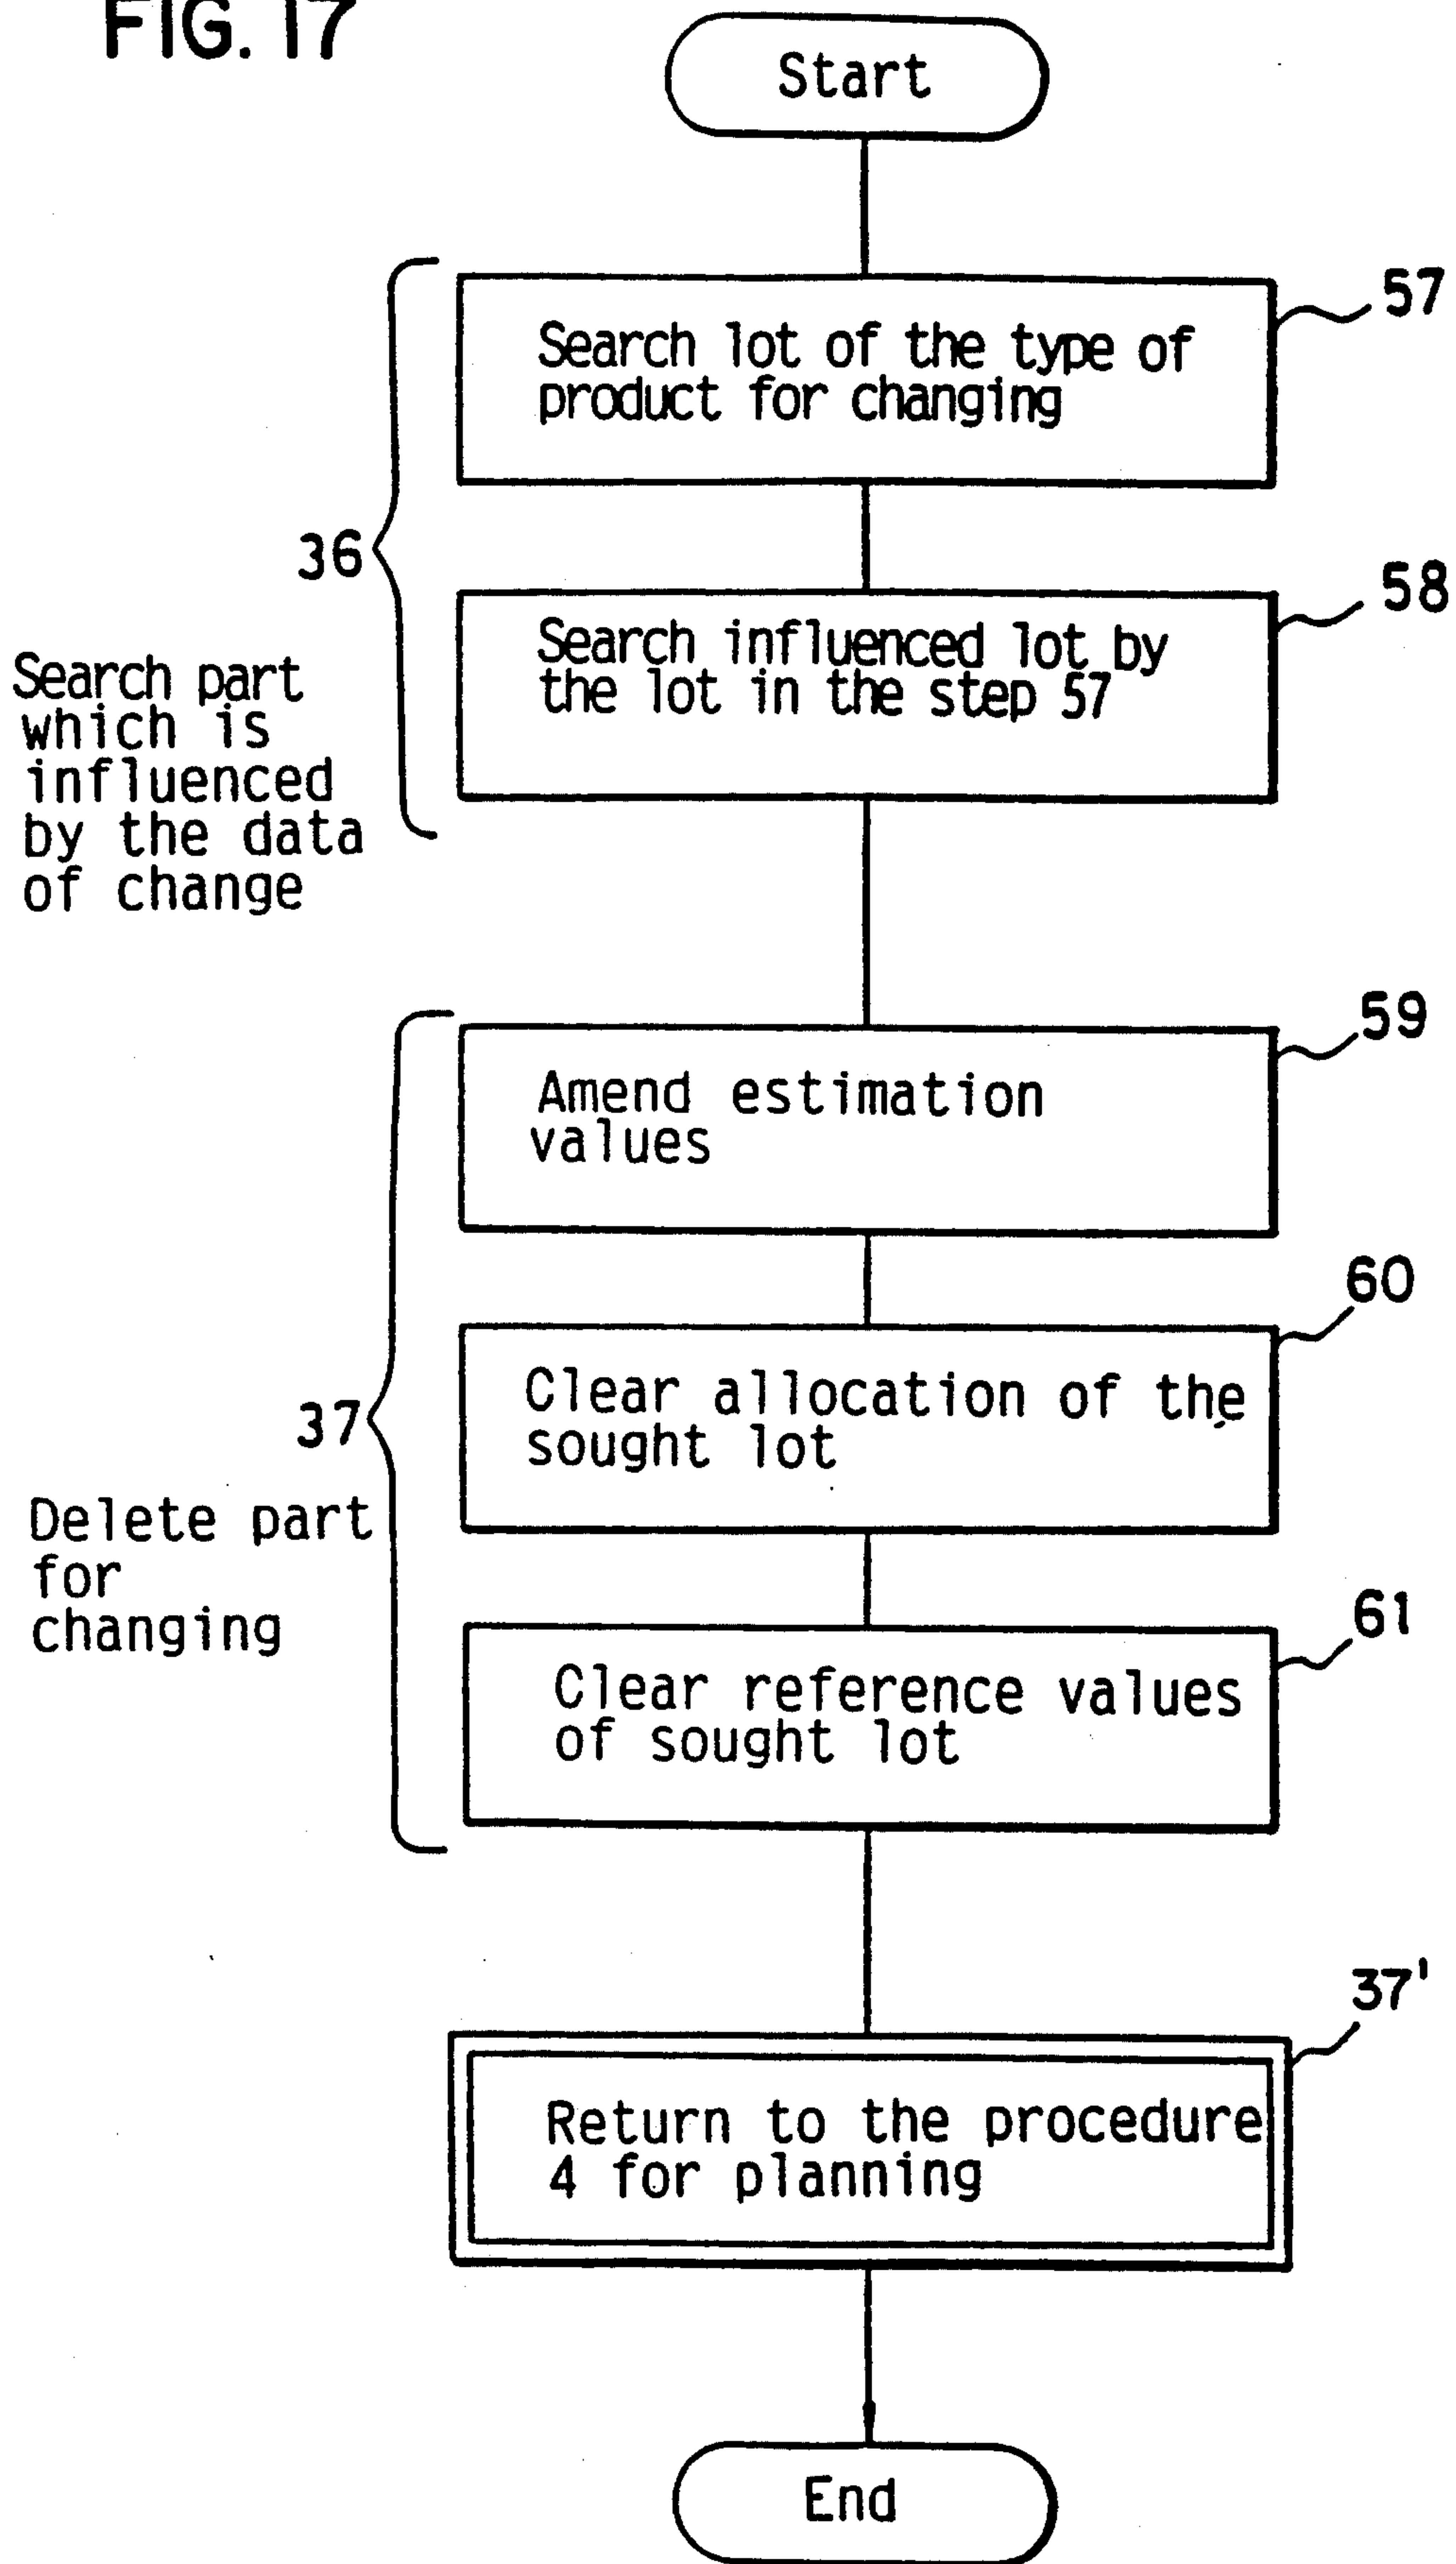 FIG. 17
Start
57
Search lot of the type of
product for changing
36
58
Search influenced lot by
the lot in the step 57
Search part
which is
influenced
by the data
of change
59
Amend estimation
values
60
Clear allocation of the
sought lot
37
Delete part
for
changing
61
Clear reference values
of sought lot
37'
Return to the procedure
4 for planning
End